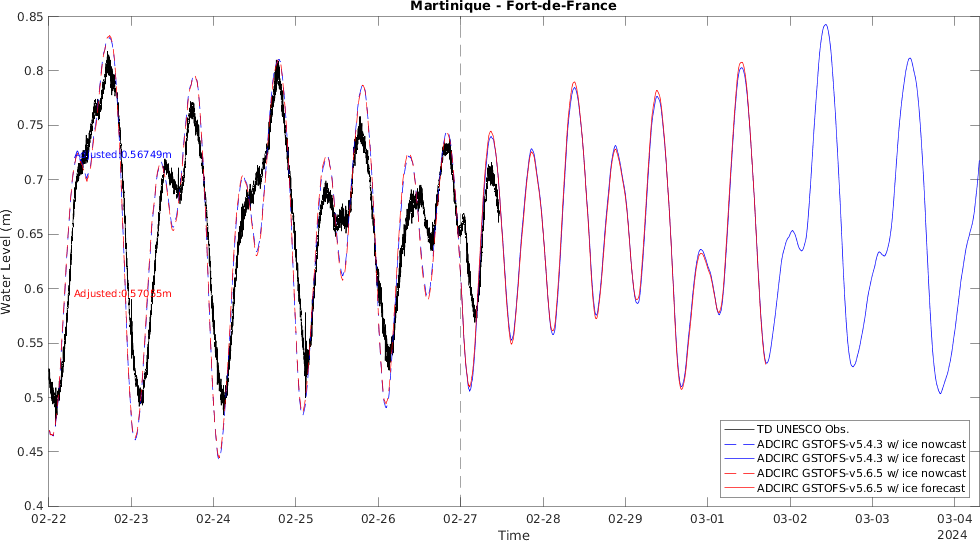 Martinique - Fort-de-France
Water Level (m)
0.85
0.8
0.75
0.7
0.65
0.6
0.55
0.5
0.45
0.4
Adjusted:0.56749m
TD UNESCO Obs.
ADCIRC GSTOFS-v5.4.3 w/ ice nowcast
ADCIRC GSTOFS-v5.4.3 w/ ice forecast
ADCIRC GSTOFS-v5.6.5 w/ ice nowcast
ADCIRC GSTOFS-v5.6.5 w/ ice forecast
02-22 02-23 02-24 02-25 02-26 02-27 02-28 02-29 03-01 03-02 03-03 03-04
Time
2024